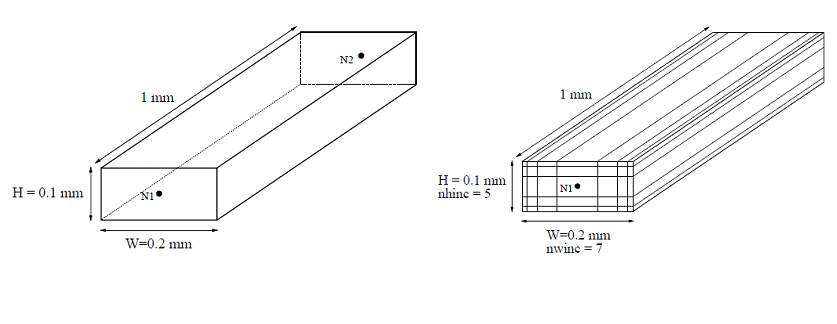 N2
1 mm
H = 0.1 mm
N1
W=0.2 mm
1 mm
H = 0.1 mm
nhinc = 5
N1
W=0.2 mm
nwinc = 7